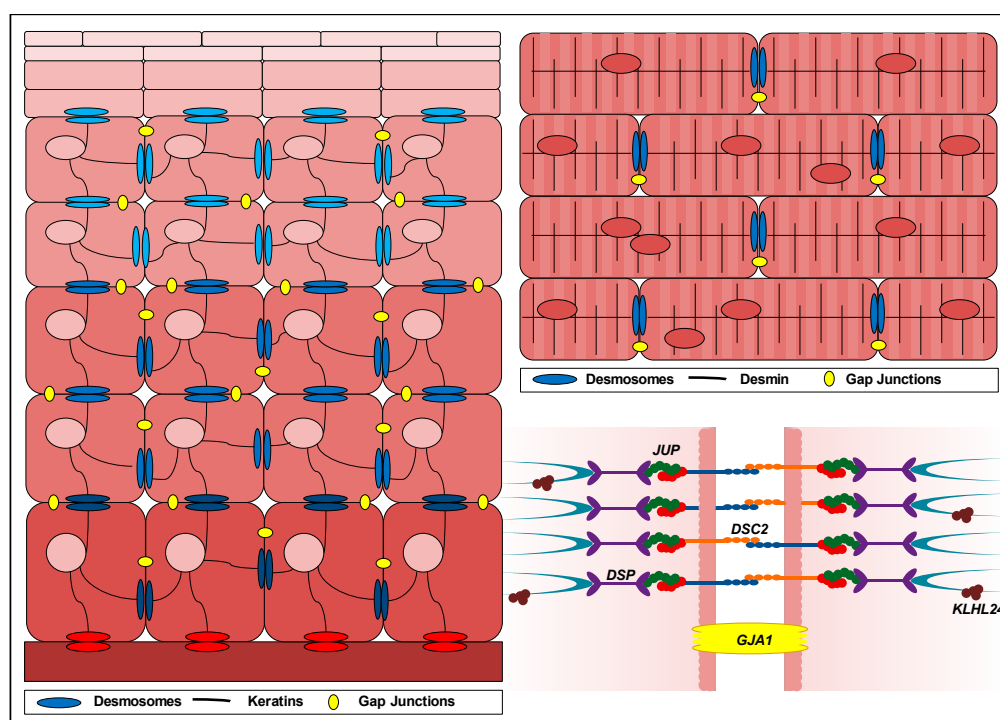 Desmosomes Keratins Gap Junctions
Desmosomes Desmin Gap Junctions
JUP
DSC2
DSP
KLHL24
GJA1